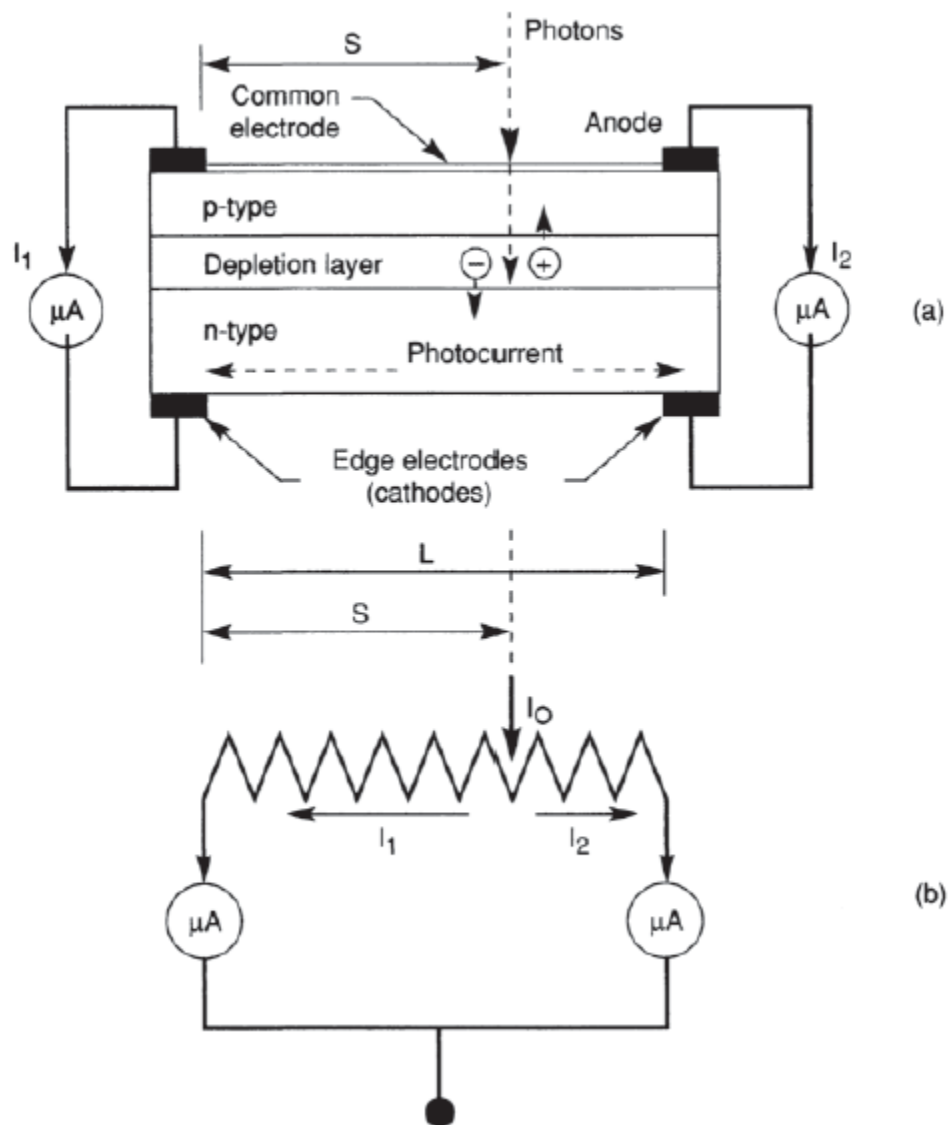 S
Photons
Common
electrode
Anode
p-type
I1
Depletion layer
−
+
I2
μA
μA
(a)
n-type
Photocurrent
Edge electrodes
(cathodes)
L
S
IO
I1
I2
μA
μA
(b)